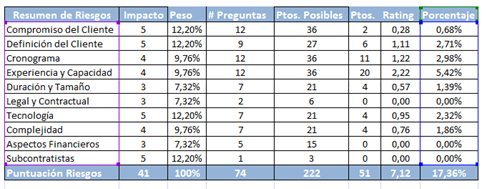 Resumen de Riesgos Impacto Peso # Preguntas Ptos. Posibles Ptos. Rating Porcentaje
Compromiso del Cliente 5 12,20% 12 36 2 0,28 0,68%
Definición del Cliente 5 12,20% 9 27 6 1,11 2,71%
Cronograma 4 9,76% 12 36 11 1,22 2,98%
Experiencia y Capacidad 4 9,76% 12 36 20 2,22 5,42%
Duración y Tamaño 3 7,32% 7 21 4 0,57 1,39%
Legal y Contractual 3 7,32% 2 6 0 0,00 0,00%
Tecnología 5 12,20% 7 21 4 0,95 2,32%
Complejidad 4 9,76% 7 21 4 0,76 1,86%
Aspectos Financieros 3 7,32% 5 15 0 0,00 0,00%
Subcontratistas 5 12,20% 1 3 0 0,00 0,00%
Puntuación Riesgos 41 100% 74 222 51 7,12 17,36%